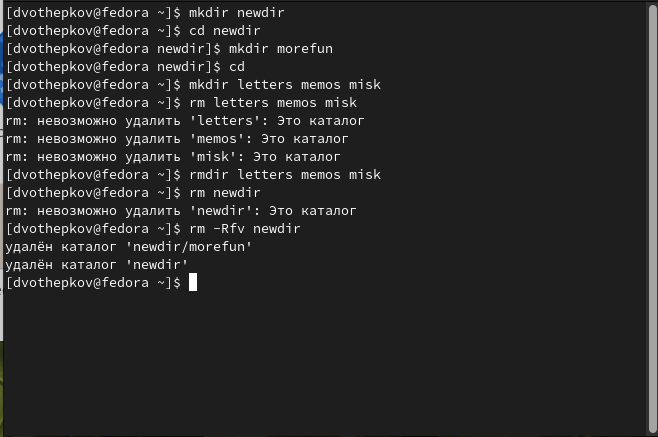 [dvothepkov@fedora ~]$ mkdir newdir
[dvothepkov@fedora ~]$ cd newdir
[dvothepkov@fedora newdir]$ mkdir morefun
[dvothepkov@fedora newdir]$ cd
[dvothepkov@fedora ~]$ mkdir letters memos misk
[dvothepkov@fedora ~]$ rm letters memos misk
rm: невозможно удалить 'letters': Это каталог
rm: невозможно удалить 'memos': Это каталог
rm: невозможно удалить 'misk': Это каталог
[dvothepkov@fedora ~]$ rmdir letters memos misk
[dvothepkov@fedora ~]$ rm newdir
rm: невозможно удалить 'newdir': Это каталог
[dvothepkov@fedora ~]$ rm -Rfv newdir
удалён каталог 'newdir/morefun'
удалён каталог 'newdir'
[dvothepkov@fedora ~]$